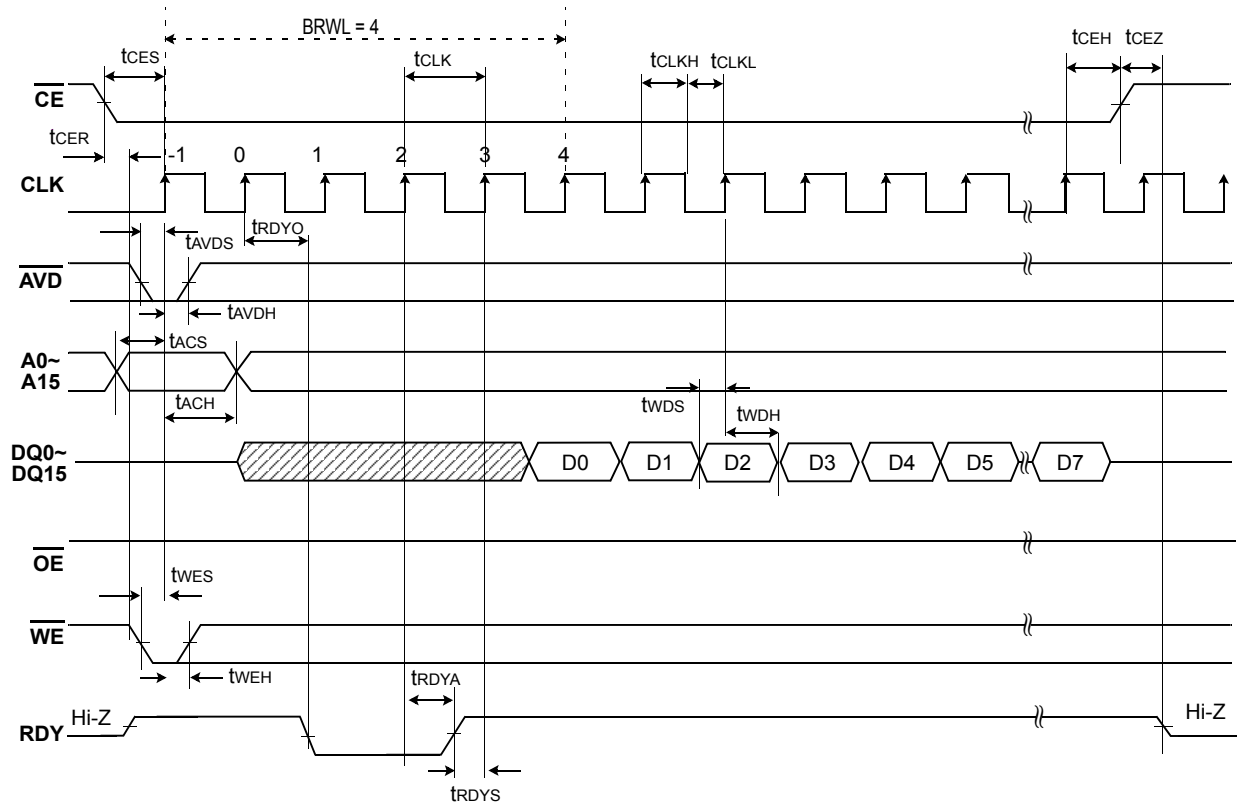 BRWL = 4
tCES
tCLK
tCLKH
tCLKL
tCEH
tCEZ
CE
tCER
-1
0
1
2
3
4
CLK
tRDYO
tAVDS
AVD
tAVDH
tACS
A0~
A15
tACH
tWDS
tWDH
DQ0~
DQ15
D0
D1
D2
D3
D4
D5
D7
OE
tWES
WE
tWEH
tRDYA
Hi-Z
RDY
Hi-Z
tRDYS